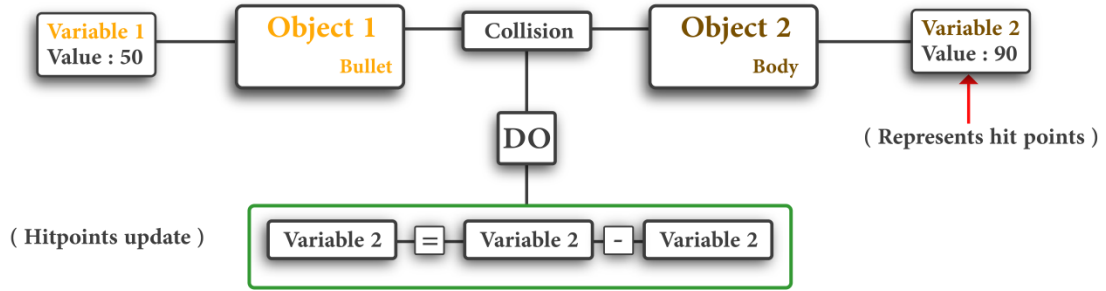 Variable 1
Value : 50
Object 1
Bullet
Collision
Object 2
Body
Variable 2
Value : 90
( Represents hit points )
DO
( Hitpoints update )
Variable 2 = Variable 2 - Variable 2